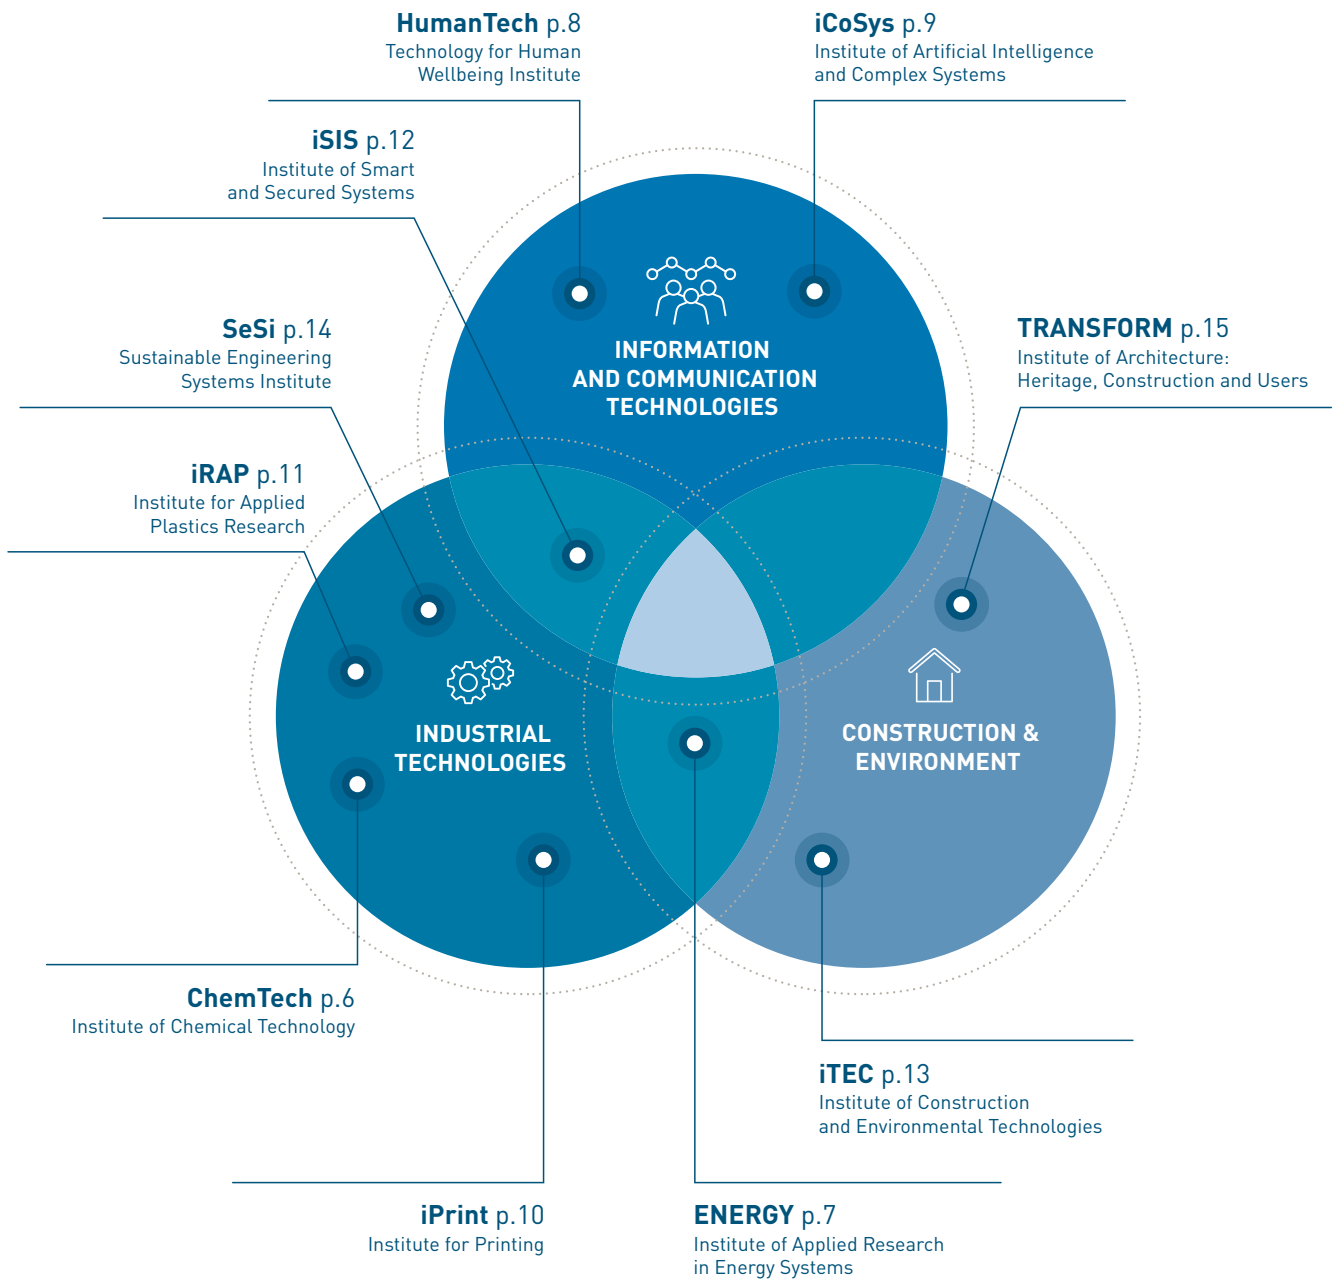 HumanTech p.8
Technology for Human
Wellbeing Institute
iCoSys p.9
Institute of Artificial Intelligence
and Complex Systems
iSIS p.12
Institute of Smart
and Secured Systems
SeSi p.14
Sustainable Engineering
Systems Institute
TRANSFORM p.15
Institute of Architecture:
Heritage, Construction and Users
INFORMATION
AND COMMUNICATION
TECHNOLOGIES
iRAP p.11
Institute for Applied
Plastics Research
INDUSTRIAL
TECHNOLOGIES
CONSTRUCTION &
ENVIRONMENT
ChemTech p.6
Institute of Chemical Technology
iTEC p.13
Institute of Construction
and Environmental Technologies
iPrint p.10
Institute for Printing
ENERGY p.7
Institute of Applied Research
in Energy Systems